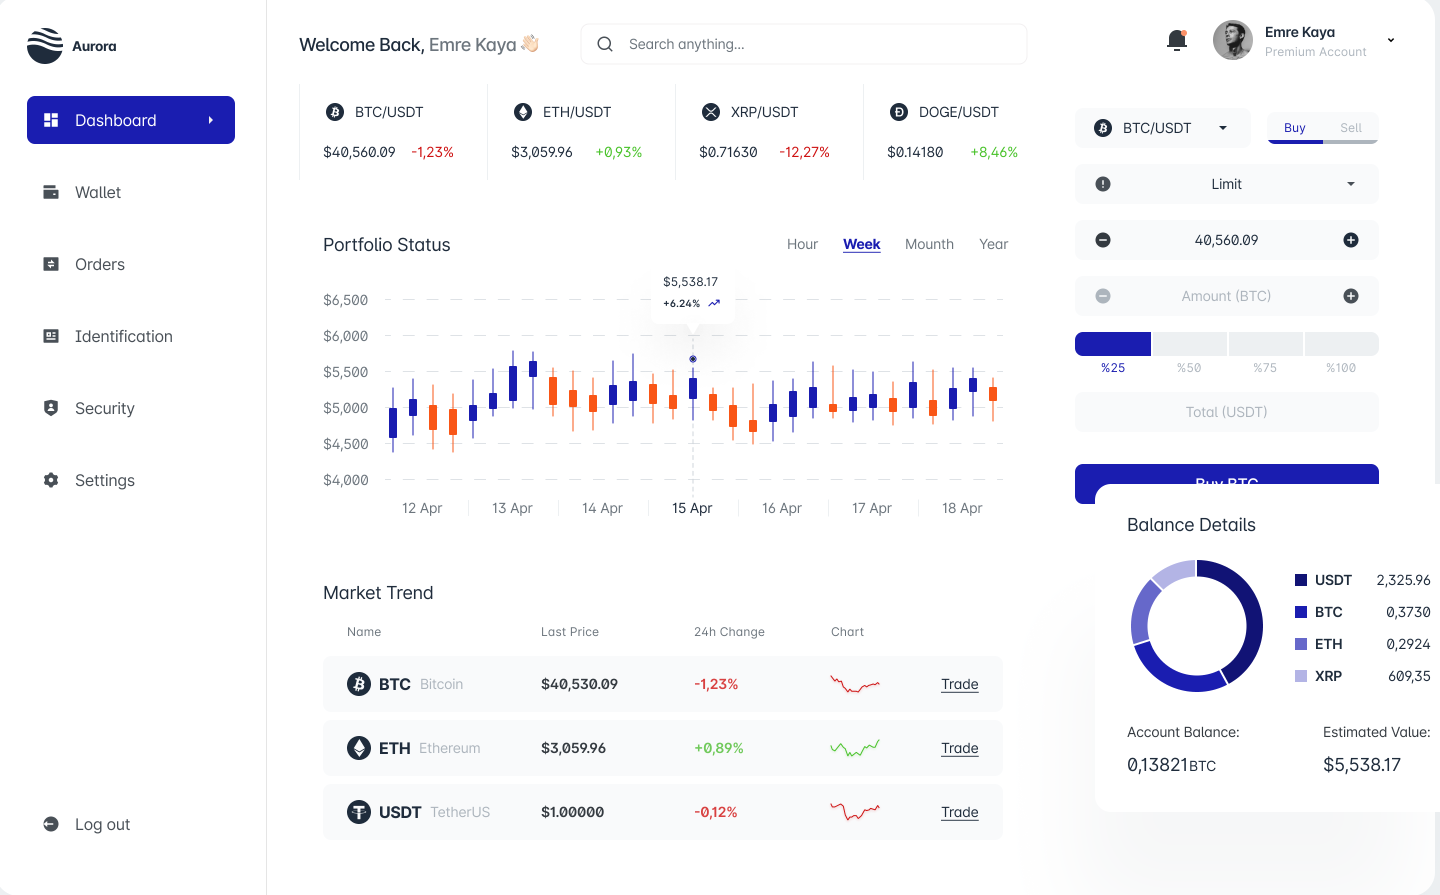 Aurora
Dashboard
Wallet
Orders
Identification
Security
Settings
Log out
Welcome Back, Emre Kaya
Search anything...
Emre Kaya
Premium Account
BTC/USDT
$40,560.09 -1,23%
ETH/USDT
$3,059.96 +0,93%
XRP/USDT
$0.71630 -12,27%
DOGE/USDT
$0.14180 +8,46%
Portfolio Status
Hour Week Mounth Year
$5,538.17
+6.24%
$6,500
$6,000
$5,500
$5,000
$4,500
$4,000
12 Apr 13 Apr 14 Apr 15 Apr 16 Apr 17 Apr 18 Apr
Market Trend
Name Last Price 24h Change Chart
BTC Bitcoin $40,530.09 -1,23% Trade
ETH Ethereum $3,059.96 +0,89% Trade
USDT TetherUS $1.00000 -0,12% Trade
BTC/USDT
Buy Sell
Limit
40,560.09
Amount (BTC)
%25 %50 %75 %100
Total (USDT)
Buy BTC
Balance Details
USDT 2,325.96
BTC 0,3730
ETH 0,2924
XRP 609,35
Account Balance: Estimated Value:
0,13821 BTC $5,538.17